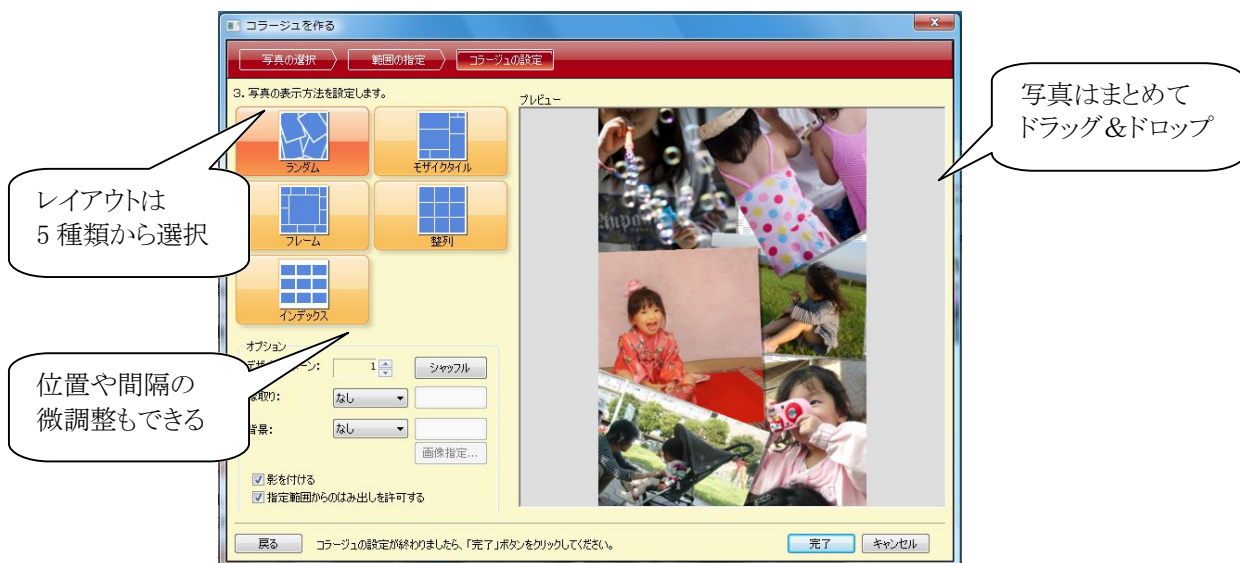 コラージュを作る
写真の選択
範囲の指定
コラージュの設定
3. 写真の表示方法を設定します。
プレビュー
ランダム
モザイクタイル
フレーム
整列
インデックス
レイアウトは
5 種類から選択
写真はまとめて
ドラッグ&ドロップ
位置や間隔の
微調整もできる
オプション
ーン:
1
シャッフル
取り:
なし
背景:
なし
画像指定...
影を付ける
指定範囲からのはみ出しを許可する
戻る
コラージュの設定が終わりましたら、「完了」ボタンをクリックしてください。
完了
キャンセル